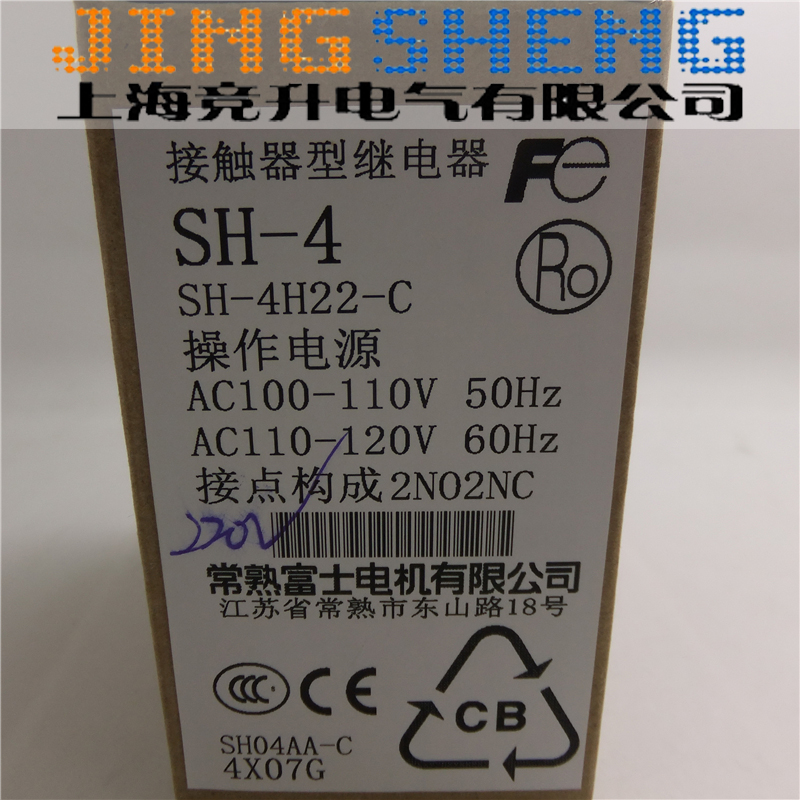 JINGSHENG
上海竞升电气有限公司
接触器型继电器
Fe
SH-4
Ro
SH-4H22-C
操作电源
AC100-110V 50Hz
AC110-120V 60Hz
接点构成2NO2NC
220V
常熟富士电机有限公司
江苏省常熟市东山路18号
CCC CE
CB
SH04AA-C
4X07G